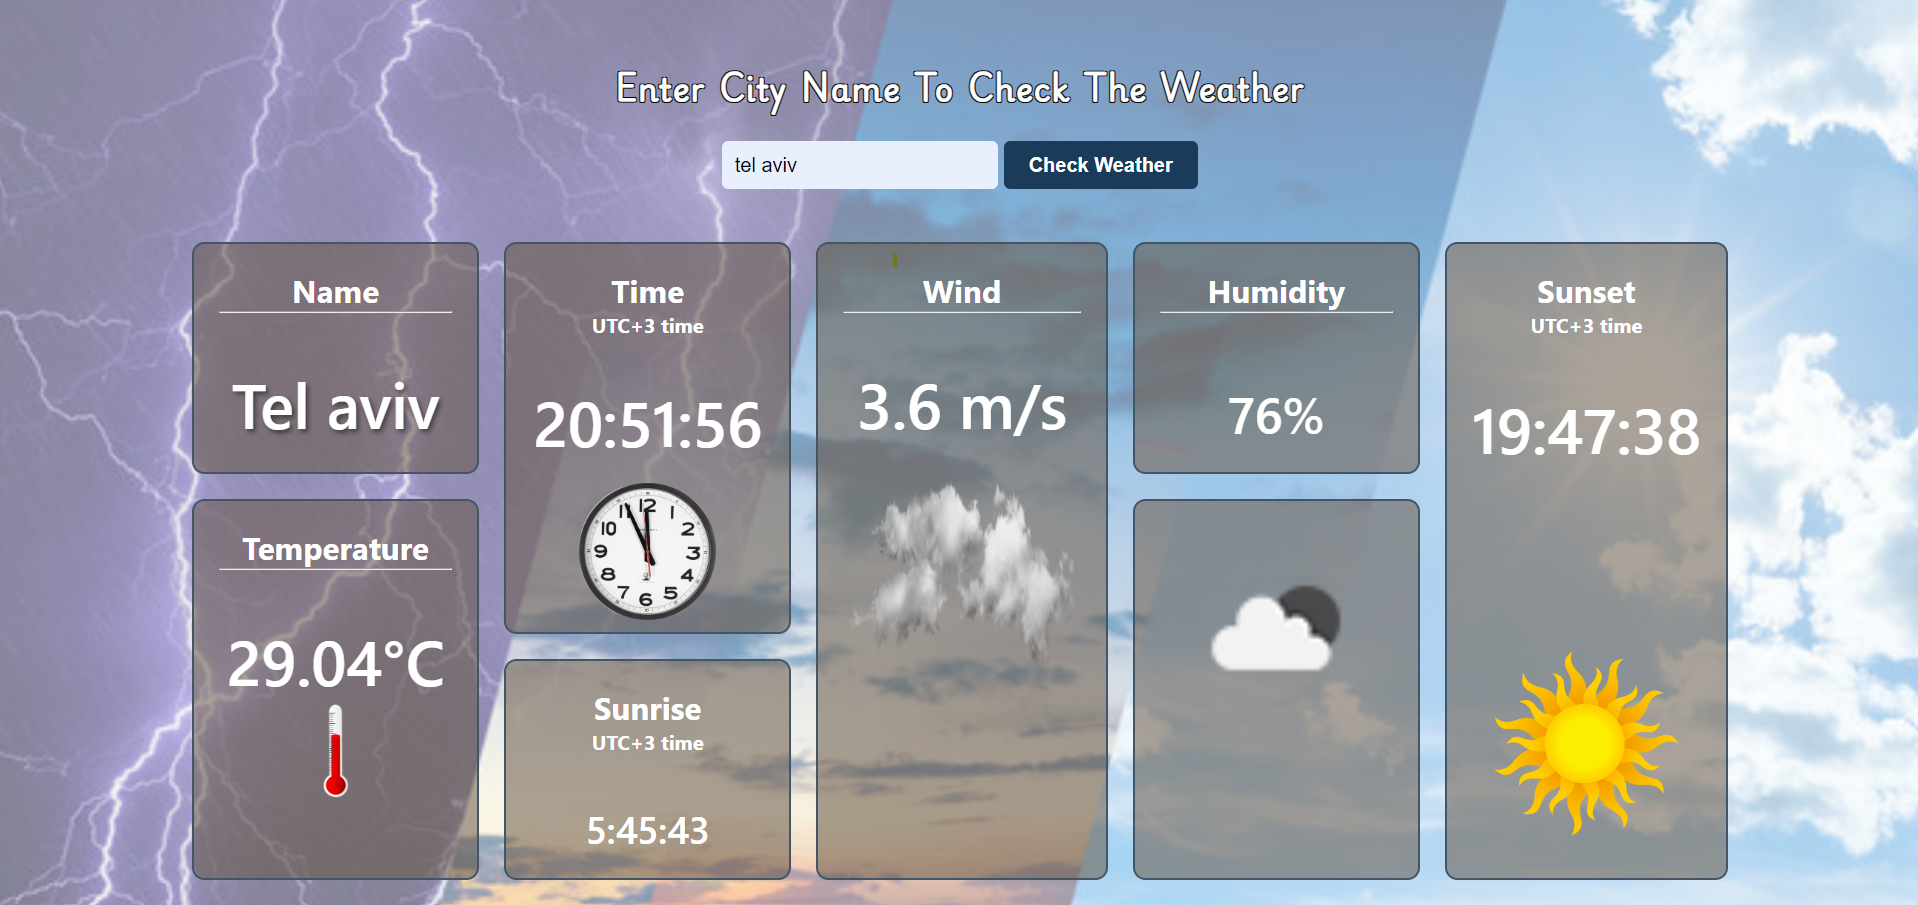 Enter City Name To Check The Weather
tel aviv
Check Weather
Name
Tel aviv
Temperature
29.04°C
Time
UTC+3 time
20:51:56
12
1
2
3
4
5
6
7
8
9
10
11
Sunrise
UTC+3 time
5:45:43
Wind
3.6 m/s
Humidity
76%
Sunset
UTC+3 time
19:47:38